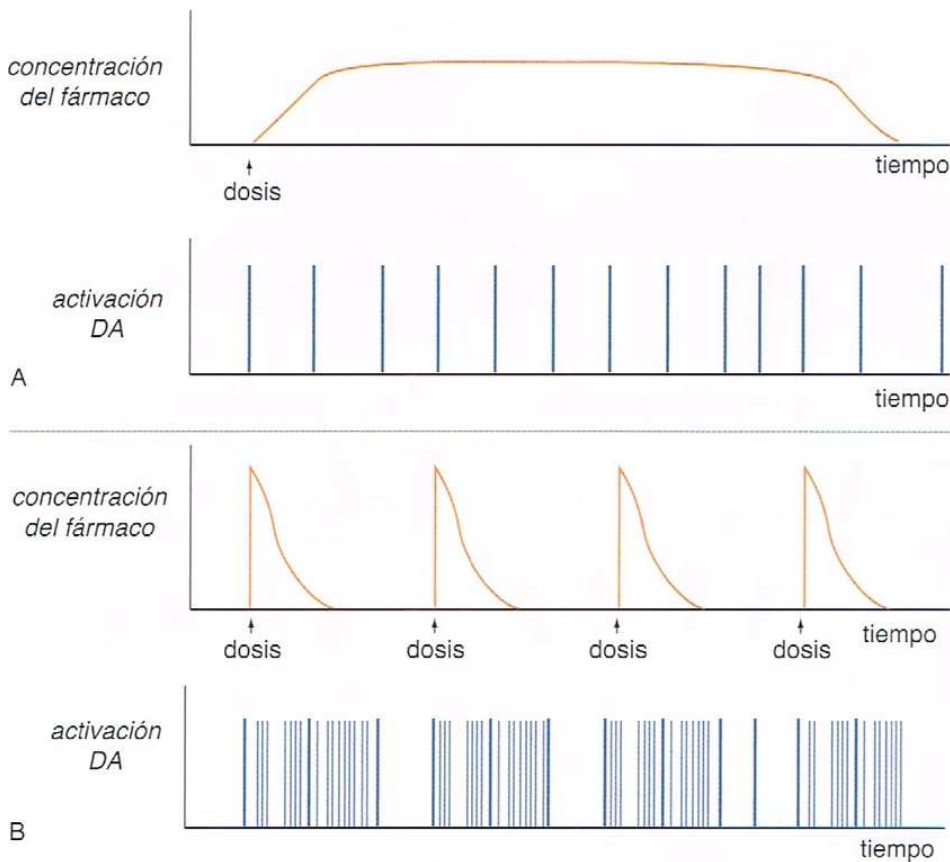 concentración
del fármaco
tiempo
dosis
activación
DA
A
tiempo
concentración
del fármaco
dosis
dosis
dosis
dosis
tiempo
activación
DA
B
tiempo